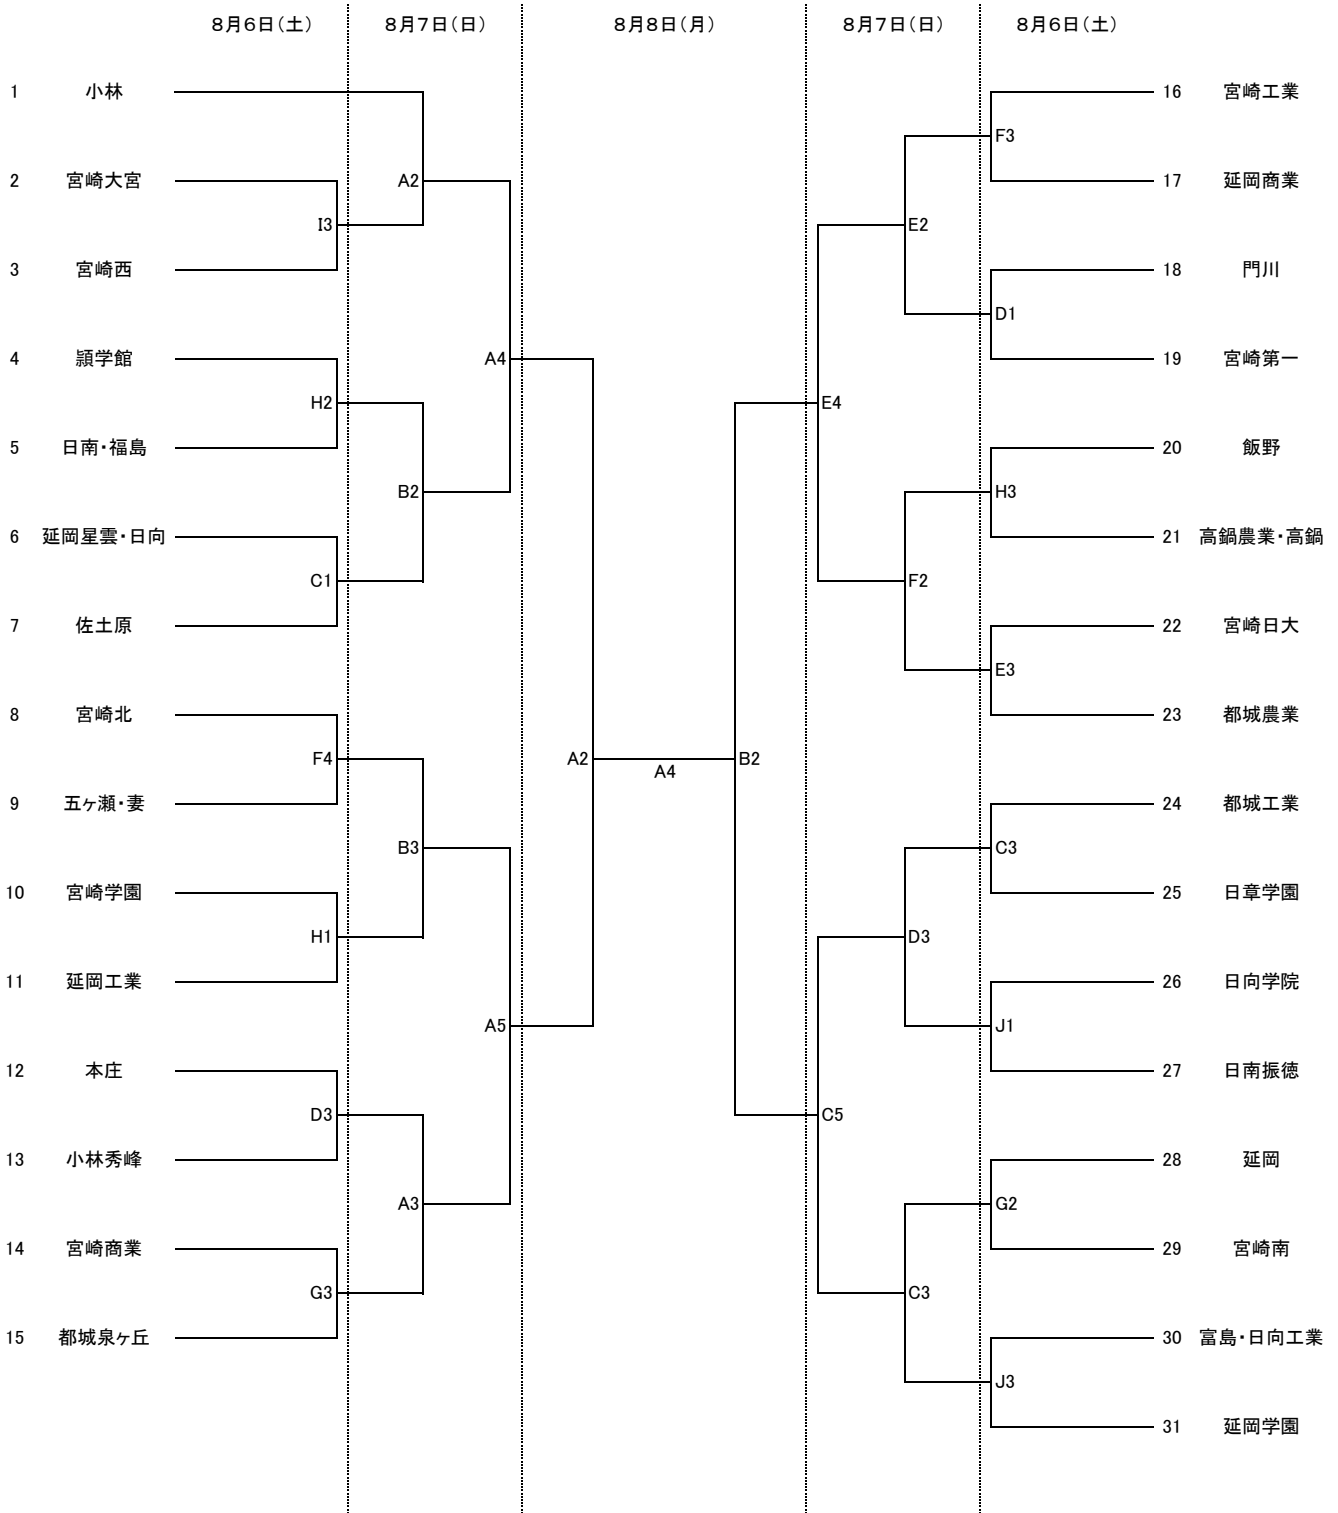 8月6日(土) 8月7日(日) 8月8日(月) 8月7日(日) 8月6日(土)
1 小林
2 宮崎大宮
3 宮崎西
4 頴学館
5 日南・福島
6 延岡星雲・日向
7 佐土原
8 宮崎北
9 五ヶ瀬・妻
10 宮崎学園
11 延岡工業
12 本庄
13 小林秀峰
14 宮崎商業
15 都城泉ヶ丘
I3
H2
C1
F4
H1
D3
G3
A2
B2
B3
A3
A4
A5
A2
A4
B2
E4
C5
E2
F2
D3
C3
F3
D1
H3
E3
C3
J1
G2
J3
16 宮崎工業
17 延岡商業
18 門川
19 宮崎第一
20 飯野
21 高鍋農業・高鍋
22 宮崎日大
23 都城農業
24 都城工業
25 日章学園
26 日向学院
27 日南振徳
28 延岡
29 宮崎南
30 富島・日向工業
31 延岡学園